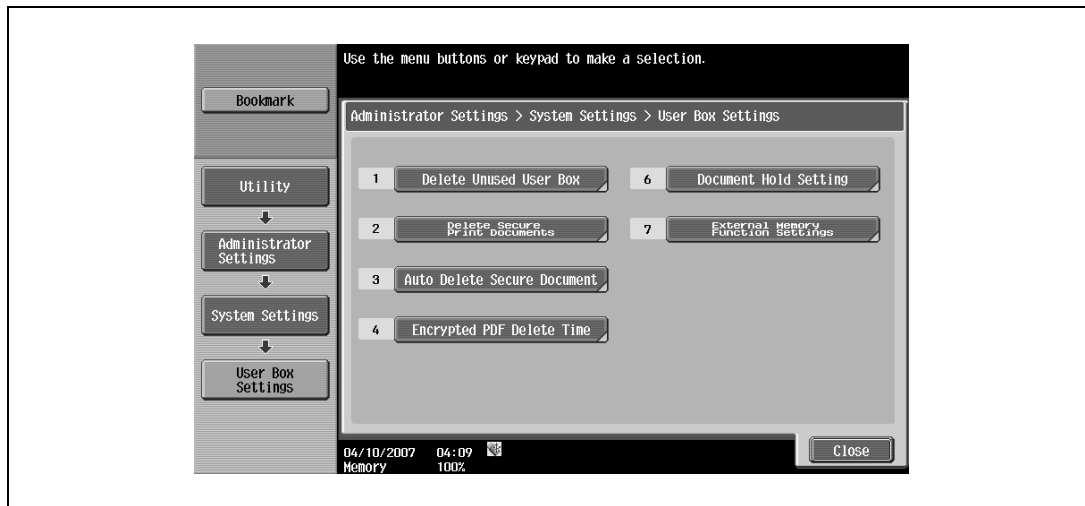 Use the menu buttons or keypad to make a selection.
Bookmark
Administrator Settings > System Settings > User Box Settings
Utility
Administrator
Settings
System Settings
User Box
Settings
1 Delete Unused User Box
2 Delete Secure
Print Documents
3 Auto Delete Secure Document
4 Encrypted PDF Delete Time
6 Document Hold Setting
7 External Memory
Function Settings
04/10/2007 04:09
Memory 100%
Close